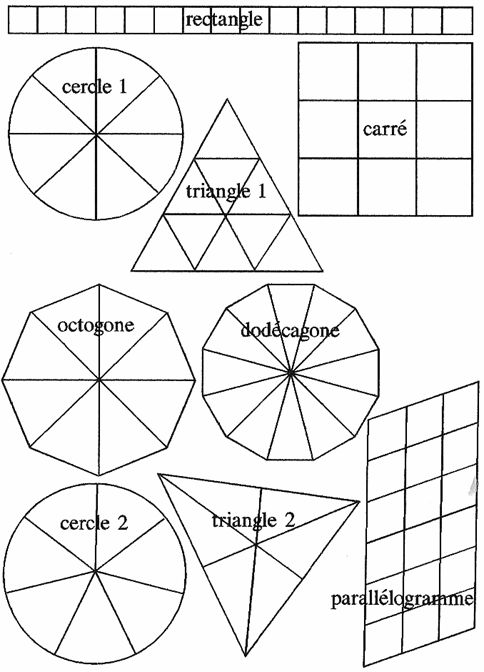 rectangle
cercle 1
carré
triangle 1
octogone
dodécagone
cercle 2
triangle 2
parallélogramme